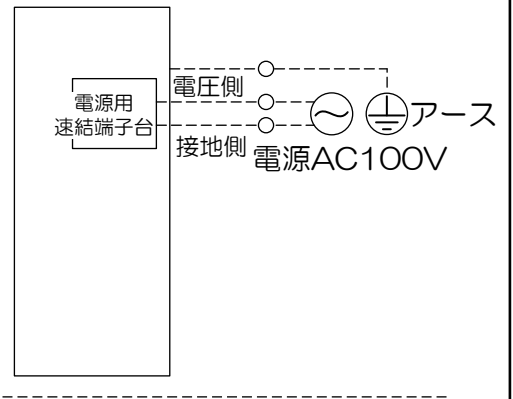 電圧側
電源用
速結端子台
アース
接地側
電源AC100V